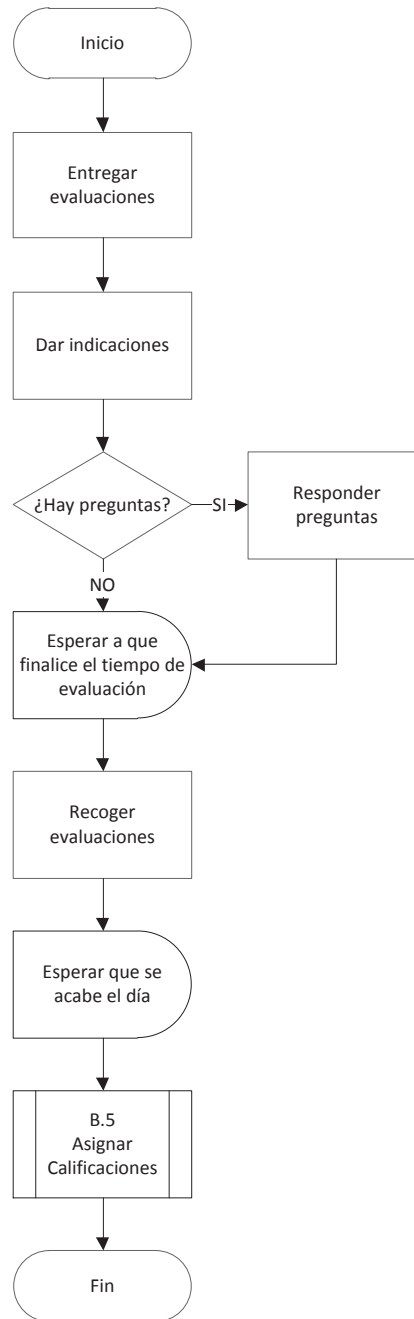 Inicio
Entregar
evaluaciones
Dar indicaciones
¿Hay preguntas?
SI
Responder
preguntas
NO
Esperar a que
finalice el tiempo de
evaluación
Recoger
evaluaciones
Esperar que se
acabe el día
B.5
Asignar
Calificaciones
Fin